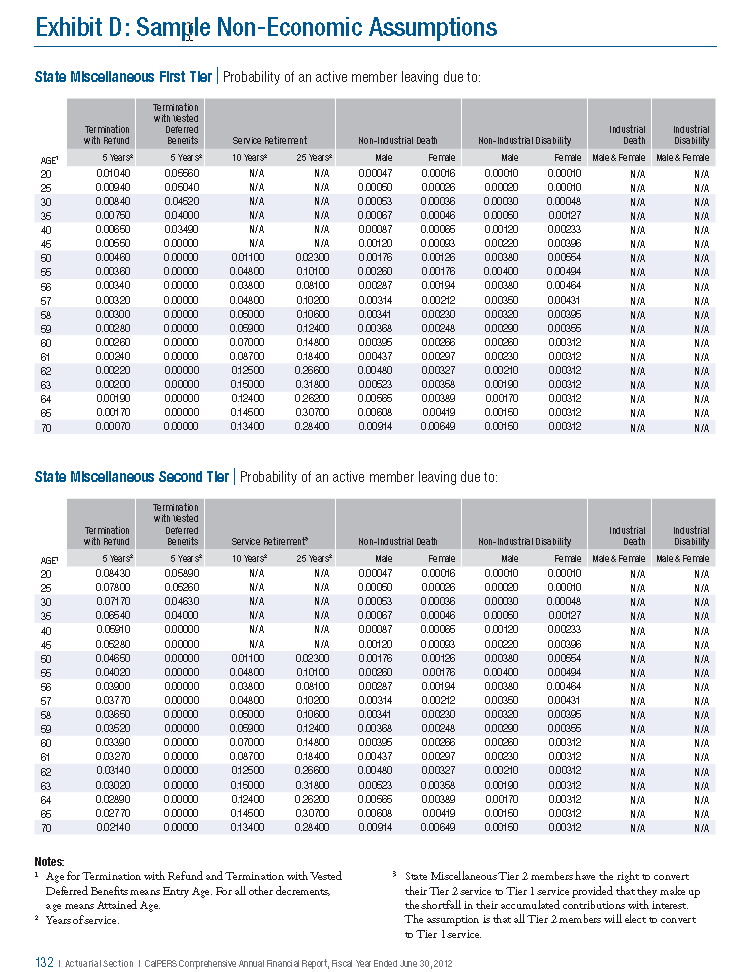 Exhibit D: Sample Non-Economic Assumptions
State Miscellaneous First Tier | Probability of an active member leaving due to:
Termination with Refund Termination with Vested Deferred Benefits Service Retirement Non-Industrial Death Non-Industrial Disability Industrial Death Industrial Disability
AGE¹ 5 Years² 5 Years² 10 Years² 25 Years² Male Female Male Female Male & Female Male & Female
20 0.01040 0.05560 N/A N/A 0.00047 0.00016 0.00010 0.00010 N/A N/A
25 0.00940 0.05040 N/A N/A 0.00050 0.00026 0.00020 0.00010 N/A N/A
30 0.00840 0.04520 N/A N/A 0.00053 0.00036 0.00030 0.00048 N/A N/A
35 0.00750 0.04000 N/A N/A 0.00067 0.00046 0.00050 0.00127 N/A N/A
40 0.00650 0.03490 N/A N/A 0.00087 0.00065 0.00120 0.00233 N/A N/A
45 0.00550 0.00000 N/A N/A 0.00120 0.00093 0.00220 0.00396 N/A N/A
50 0.00460 0.00000 0.01100 0.02300 0.00176 0.00126 0.00380 0.00554 N/A N/A
55 0.00360 0.00000 0.04800 0.10100 0.00260 0.00176 0.00400 0.00494 N/A N/A
56 0.00340 0.00000 0.03800 0.08100 0.00287 0.00194 0.00380 0.00464 N/A N/A
57 0.00320 0.00000 0.04800 0.10200 0.00314 0.00212 0.00350 0.00431 N/A N/A
58 0.00300 0.00000 0.05000 0.10600 0.00341 0.00230 0.00320 0.00395 N/A N/A
59 0.00280 0.00000 0.05900 0.12400 0.00368 0.00248 0.00290 0.00355 N/A N/A
60 0.00260 0.00000 0.07000 0.14800 0.00395 0.00266 0.00260 0.00312 N/A N/A
61 0.00240 0.00000 0.08700 0.18400 0.00437 0.00297 0.00230 0.00312 N/A N/A
62 0.00220 0.00000 0.12500 0.26600 0.00480 0.00327 0.00210 0.00312 N/A N/A
63 0.00200 0.00000 0.15000 0.31800 0.00523 0.00358 0.00190 0.00312 N/A N/A
64 0.00190 0.00000 0.12400 0.26200 0.00565 0.00389 0.00170 0.00312 N/A N/A
65 0.00170 0.00000 0.14500 0.30700 0.00608 0.00419 0.00150 0.00312 N/A N/A
70 0.00070 0.00000 0.13400 0.28400 0.00914 0.00649 0.00150 0.00312 N/A N/A
State Miscellaneous Second Tier | Probability of an active member leaving due to:
Termination with Refund Termination with Vested Deferred Benefits Service Retirement³ Non-Industrial Death Non-Industrial Disability Industrial Death Industrial Disability
AGE¹ 5 Years² 5 Years² 10 Years² 25 Years² Male Female Male Female Male & Female Male & Female
20 0.08430 0.05890 N/A N/A 0.00047 0.00016 0.00010 0.00010 N/A N/A
25 0.07800 0.05260 N/A N/A 0.00050 0.00026 0.00020 0.00010 N/A N/A
30 0.07170 0.04630 N/A N/A 0.00053 0.00036 0.00030 0.00048 N/A N/A
35 0.06540 0.04000 N/A N/A 0.00067 0.00046 0.00050 0.00127 N/A N/A
40 0.05910 0.00000 N/A N/A 0.00087 0.00065 0.00120 0.00233 N/A N/A
45 0.05280 0.00000 N/A N/A 0.00120 0.00093 0.00220 0.00396 N/A N/A
50 0.04650 0.00000 0.01100 0.02300 0.00176 0.00126 0.00380 0.00554 N/A N/A
55 0.04020 0.00000 0.04800 0.10100 0.00260 0.00176 0.00400 0.00494 N/A N/A
56 0.03900 0.00000 0.03800 0.08100 0.00287 0.00194 0.00380 0.00464 N/A N/A
57 0.03770 0.00000 0.04800 0.10200 0.00314 0.00212 0.00350 0.00431 N/A N/A
58 0.03650 0.00000 0.05000 0.10600 0.00341 0.00230 0.00320 0.00395 N/A N/A
59 0.03520 0.00000 0.05900 0.12400 0.00368 0.00248 0.00290 0.00355 N/A N/A
60 0.03390 0.00000 0.07000 0.14800 0.00395 0.00266 0.00260 0.00312 N/A N/A
61 0.03270 0.00000 0.08700 0.18400 0.00437 0.00297 0.00230 0.00312 N/A N/A
62 0.03140 0.00000 0.12500 0.26600 0.00480 0.00327 0.00210 0.00312 N/A N/A
63 0.03020 0.00000 0.15000 0.31800 0.00523 0.00358 0.00190 0.00312 N/A N/A
64 0.02890 0.00000 0.12400 0.26200 0.00565 0.00389 0.00170 0.00312 N/A N/A
65 0.02770 0.00000 0.14500 0.30700 0.00608 0.00419 0.00150 0.00312 N/A N/A
70 0.02140 0.00000 0.13400 0.28400 0.00914 0.00649 0.00150 0.00312 N/A N/A
Notes:
¹ Age for Termination with Refund and Termination with Vested
Deferred Benefits means Entry Age. For all other decrements,
age means Attained Age.
² Years of service.
³ State Miscellaneous Tier 2 members have the right to convert
their Tier 2 service to Tier 1 service provided that they make up
the shortfall in their accumulated contributions with interest.
The assumption is that all Tier 2 members will elect to convert
to Tier 1 service.
132 | Actuarial Section | CalPERS Comprehensive Annual Financial Report, Fiscal Year Ended June 30, 2012